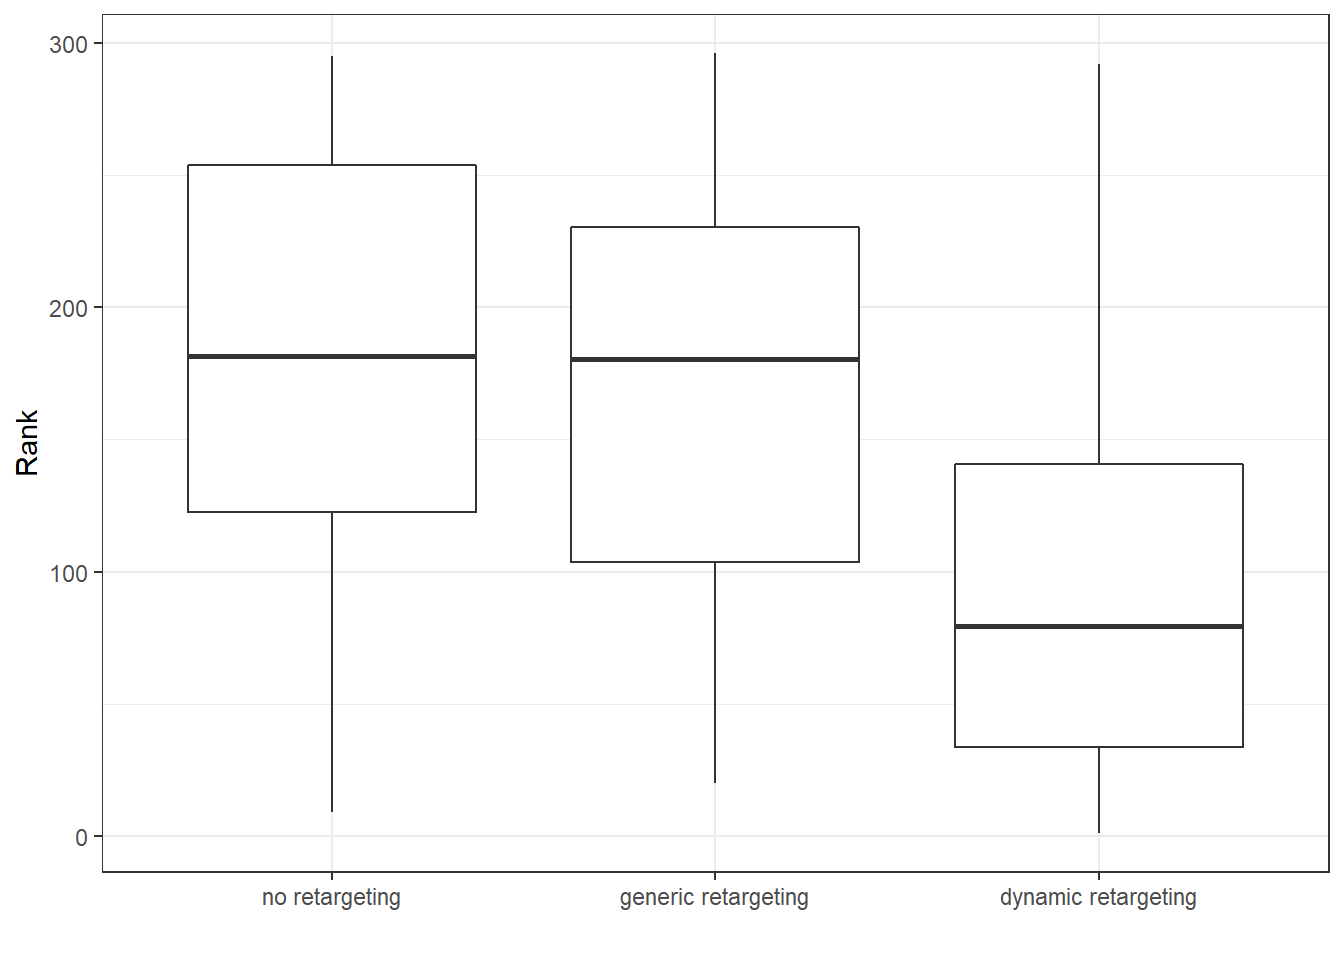 300
200
100
0
Rank
no retargeting
generic retargeting
dynamic retargeting